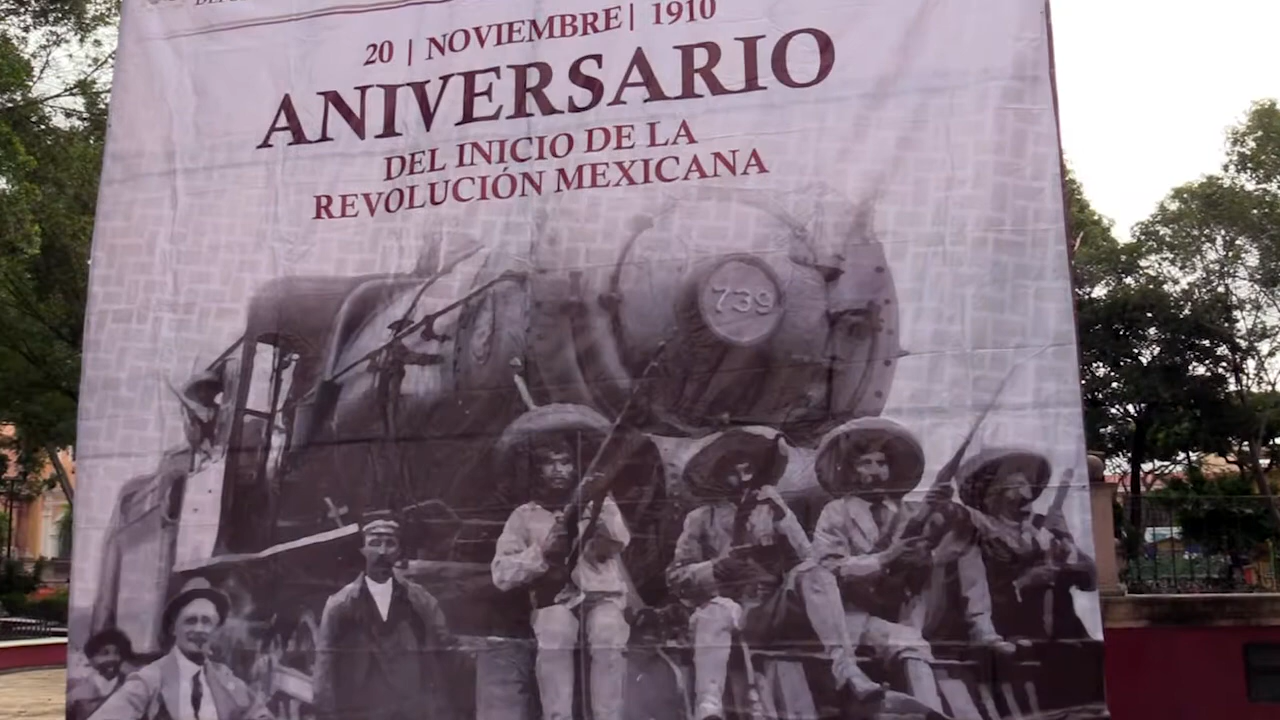 20 | NOVIEMBRE | 1910
ANIVERSARIO
DEL INICIO DE LA
REVOLUCIÓN MEXICANA
739